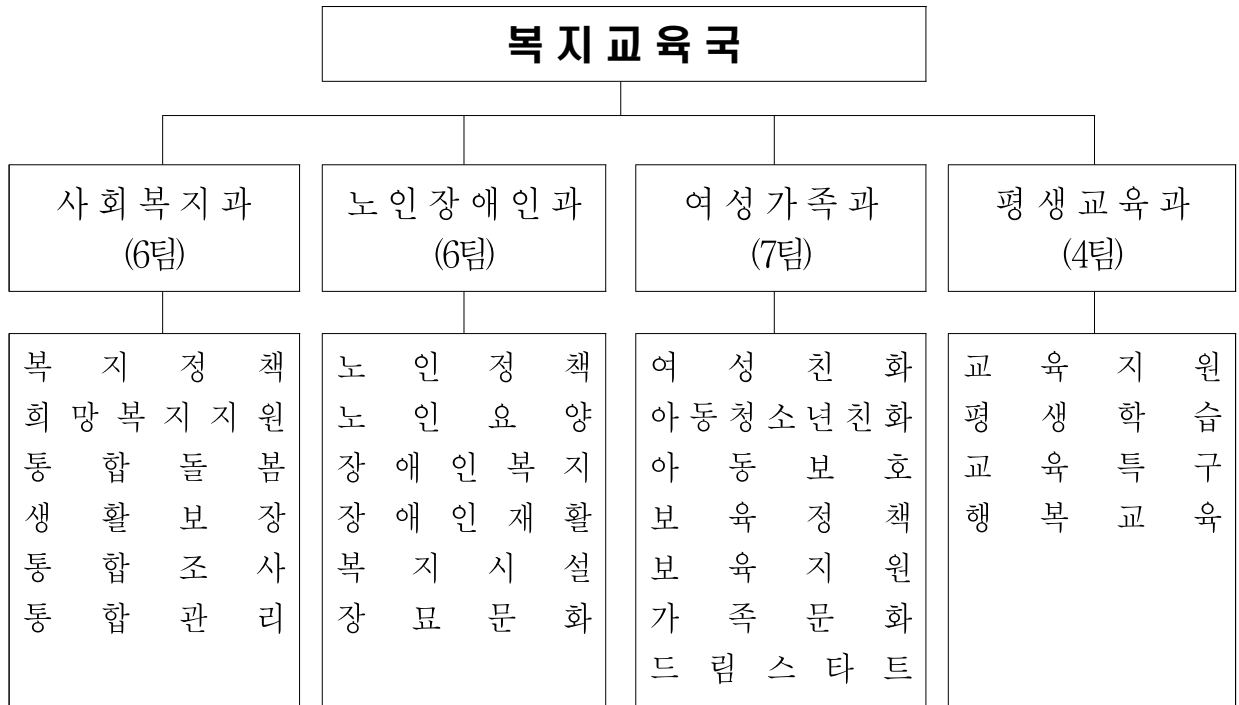 복지교육국
사회복지과
(6팀)
노인장애인과
(6팀)
여성가족과
(7팀)
평생교육과
(4팀)
복지정책
희망복지지원
통합돌봄
생활보장
통합조사
통합관리
노인정책
노인요양
장애인복지
장애인재활
복지시설
장묘문화
여성친화
아동청소년친화
아동보호
보육정책
보육지원
가족문화
드림스타트
교육지원
평생학습
교육특구
행복교육